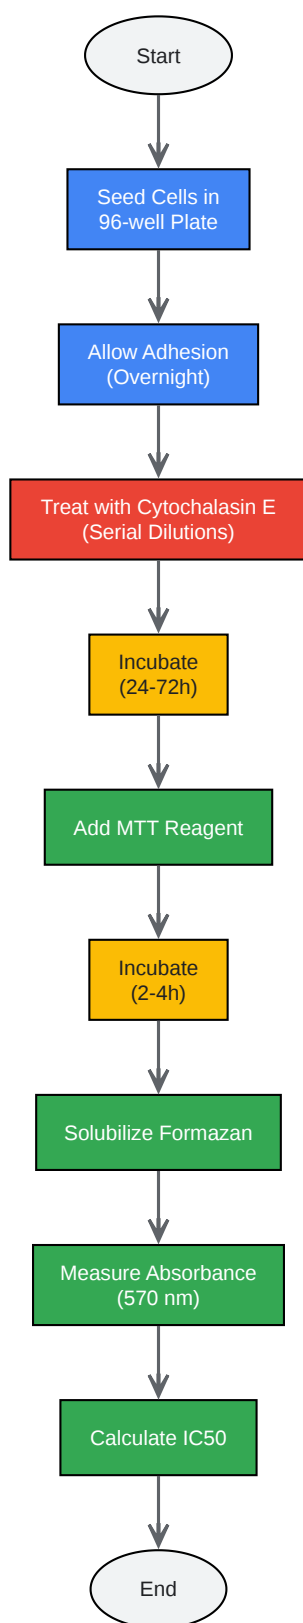 Start
Seed Cells in
96-well Plate
Allow Adhesion
(Overnight)
Treat with Cytochalasin E
(Serial Dilutions)
Incubate
(24-72h)
Add MTT Reagent
Incubate
(2-4h)
Solubilize Formazan
Measure Absorbance
(570 nm)
Calculate IC50
End